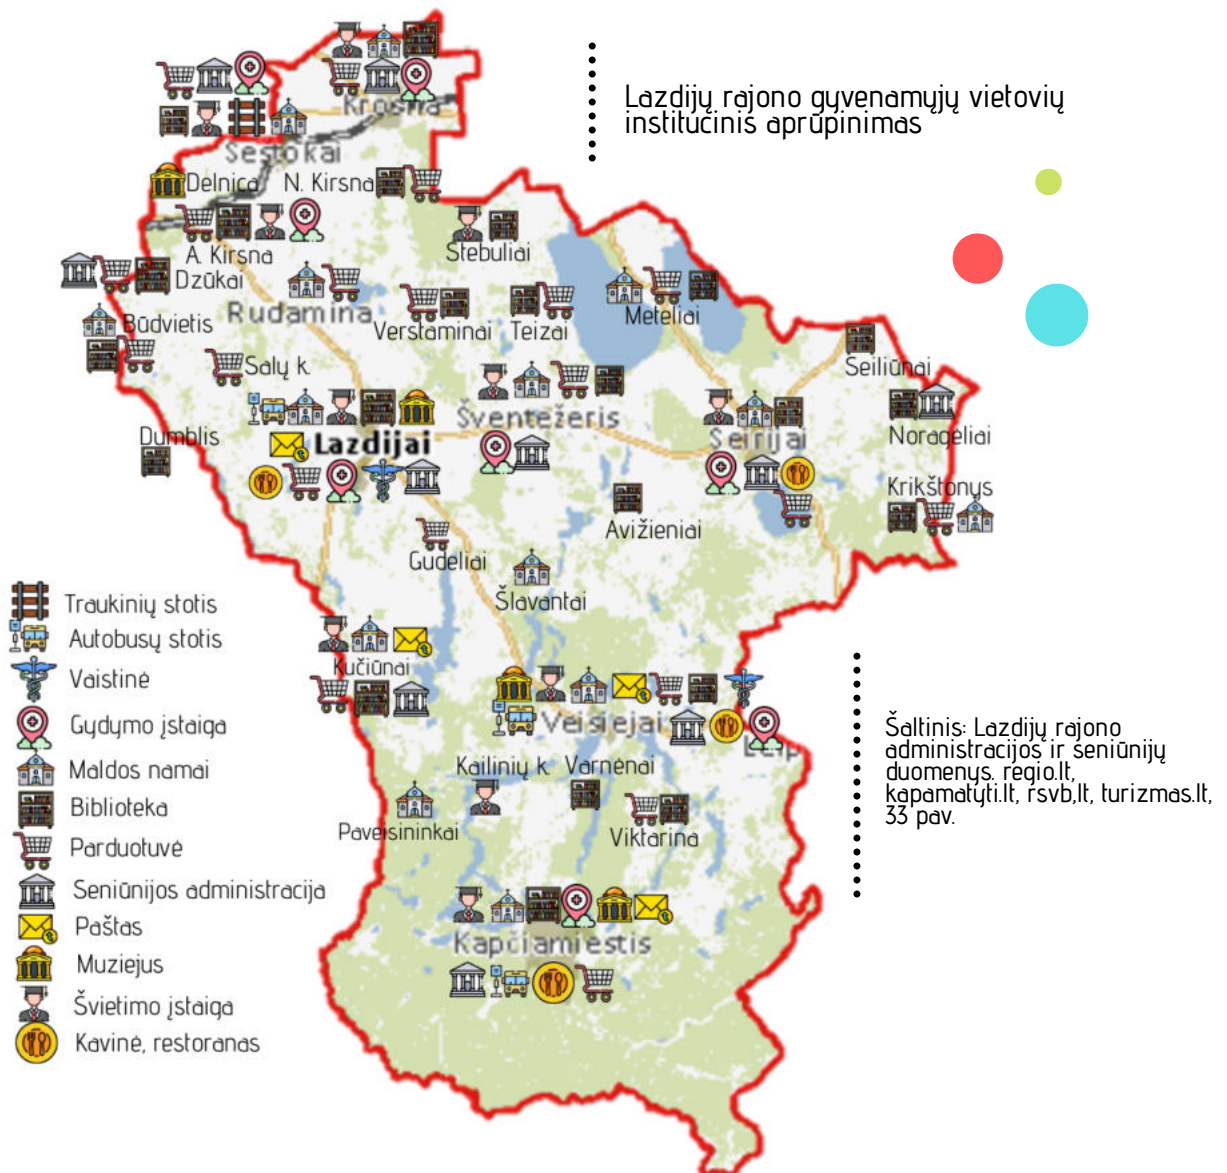 Lazdijų rajono gyvenamųjų vietovių
institucinis aprūpinimas
Krosna
Šeštokai
Delnica
N. Kirsna
A. Kirsna
Stebuliai
Dzūkai
Rudamina
Verstaminai
Teizai
Meteliai
Būdvietis
Salų k.
Seiliūnai
Šventežeris
Seirijai
Norageliai
Dumblis
Lazdijai
Krikštonys
Avižieniai
Gudeliai
Šlavantai
Traukinių stotis
Autobusų stotis
Vaistinė
Gydymo įstaiga
Maldos namai
Biblioteka
Parduotuvė
Seniūnijos administracija
Paštas
Muziejus
Švietimo įstaiga
Kavinė, restoranas
Kučiūnai
Veisiejai
Leip
Kailinių k.
Varnėnai
Paveisininkai
Viktarina
Kapčiamiestis
Šaltinis: Lazdijų rajono
administracijos ir seniūnijų
duomenys. regio.lt,
kapamatyti.lt, rsvb,lt, turizmas.lt,
33 pav.